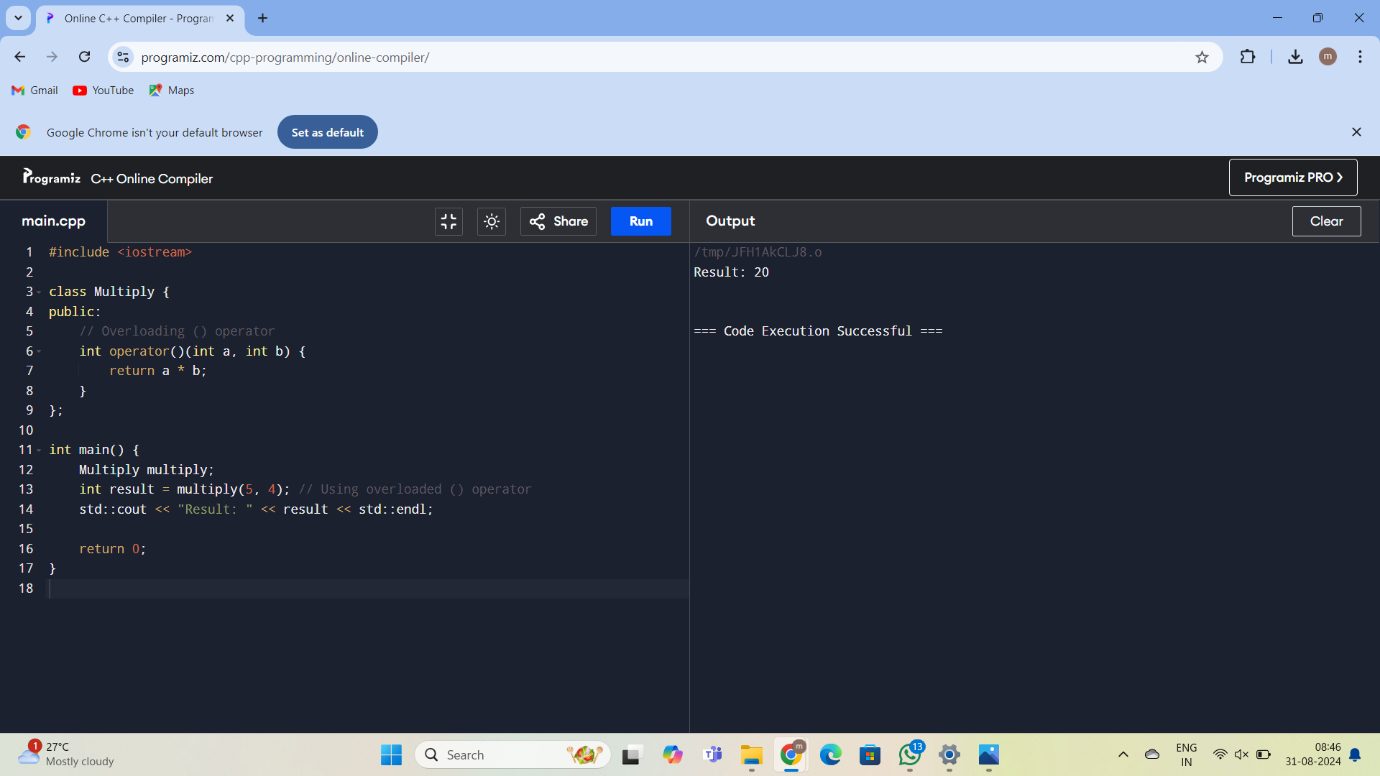 Online C++ Compiler - Program
programiz.com/cpp-programming/online-compiler/
m
Gmail YouTube Maps
Google Chrome isn't your default browser Set as default
Programiz C++ Online Compiler Programiz PRO
main.cpp Share Run Output Clear
1 #include <iostream>
2
3 class Multiply {
4 public:
5     // Overloading () operator
6     int operator()(int a, int b) {
7         return a * b;
8     }
9 };
10
11 int main() {
12     Multiply multiply;
13     int result = multiply(5, 4); // Using overloaded () operator
14     std::cout << "Result: " << result << std::endl;
15
16     return 0;
17 }
18
/tmp/JFH1AkCLJ8.o
Result: 20
=== Code Execution Successful ===
1 27°C
Mostly cloudy
Search
m
13
ENG
IN
08:46
31-08-2024